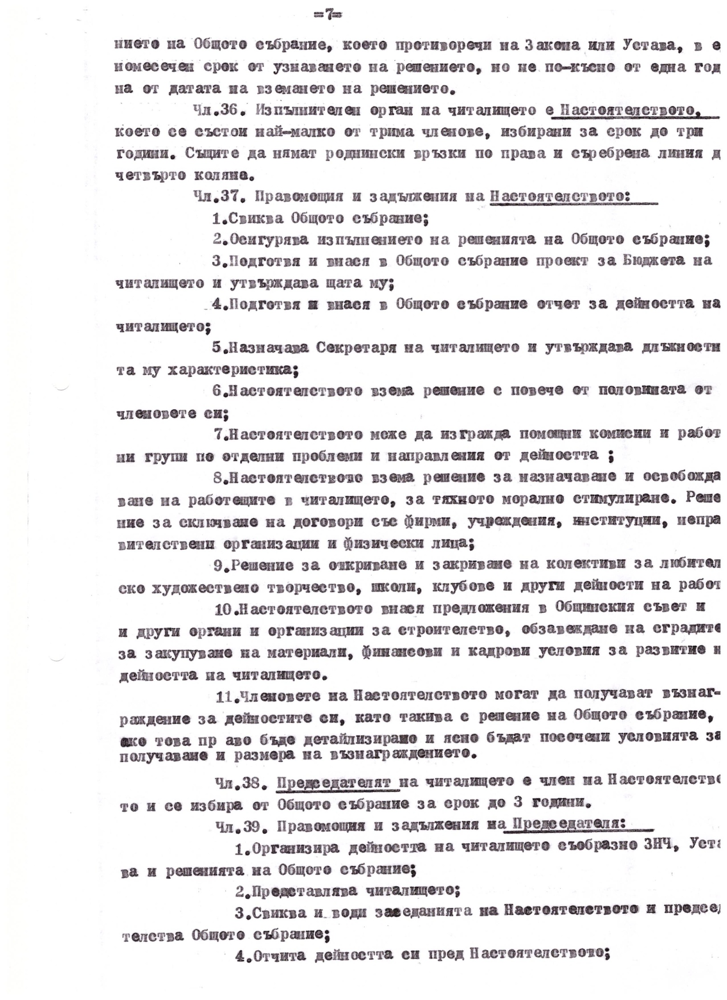 =7=
нието на Общото събрание, което противоречи на Закона или Устава, в е
номесечен срок от узнаването на решението, но не по-късно от една год
на от датата на вземането на решението.
Чл.36. Изпълнителен орган на читалището е Настоятелството,
което се състои най-малко от трима членове, избирани за срок до три
години. Същите да нямат роднински връзки по права и съребрена линия д
четвърто коляно.
Чл.37. Правомощия и задължения на Настоятелството:
1.Свиква Общото събрание;
2.Осигурява изпълнението на решенията на Общото събрание;
3.Подготвя и внася в Общото събрание проект за Бюджета на
читалището и утвърждава щата му;
4.Подготвя и внася в Общото събрание отчет за дейността на
читалището;
5.Назначава Секретаря на читалището и утвърждава длъжностн
та му характеристика;
6.Настоятелството взема решение с повече от половината от
членовете си;
7.Настоятелството може да изгражда помощни комисии и работ
ни групи по отделни проблеми и направления от дейността ;
8.Настоятелството взема решение за назначаване и освобожда
ване на работещите в читалището, за тяхното морално стимулиране. Реше
ние за сключване на договори със фирми, учреждения, институции, непра
вителствени организации и физически лица;
9.Решение за откриване и закриване на колективи за любител
ско художествено творчество, школи, клубове и други дейности на работ
10.Настоятелството внася предложения в Общинския съвет и
и други органи и организации за строителство, обзавеждане на сградите
за закупуване на материали, финансови и кадрови условия за развитие н
дейността на читалището.
11.Членовете на Настоятелството могат да получават възнаг-
раждение за дейностите си, като такива с решение на Общото събрание,
ако това пр аво бъде детайлизирано и ясно бъдат посочени условията за
получаване и размера на възнаграждението.
Чл.38. Председателят на читалището е член на Настоятелство
то и се избира от Общото събрание за срок до 3 години.
Чл.39. Правомощия и задължения на Председателя:
1.Организира дейността на читалището съобразно ЗНЧ, Уста
ва и решенията на Общото събрание;
2.Представлява читалището;
3.Свиква и води заседанията на Настоятелството и председ
телства Общото събрание;
4.Отчита дейността си пред Настоятелството;